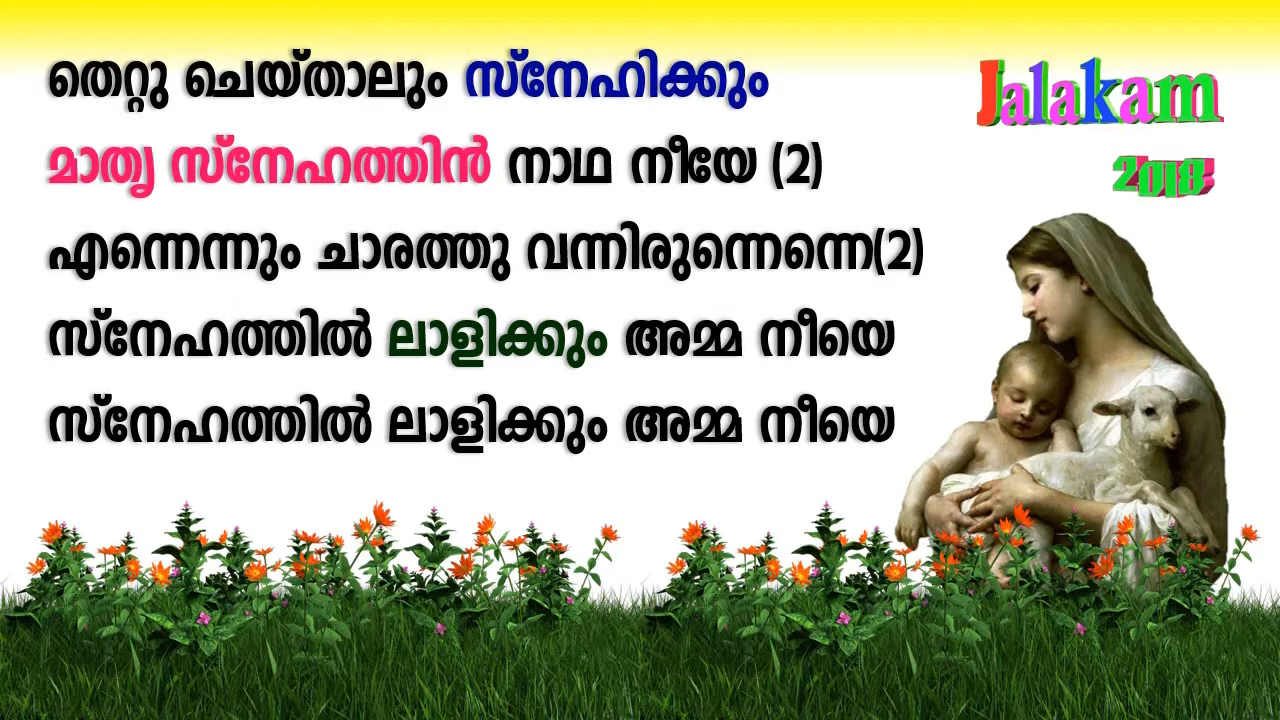 തെറ്റു ചെയ്താലും സ്നേഹിക്കും
മാതൃ സ്നേഹത്തിൻ നാഥ നീയേ (2)
എന്നെന്നും ചാരത്തു വന്നിരുന്നെന്നെ(2)
സ്നേഹത്തിൽ ലാളിക്കും അമ്മ നീയെ
സ്നേഹത്തിൽ ലാളിക്കും അമ്മ നീയെ
Jalakam
2018